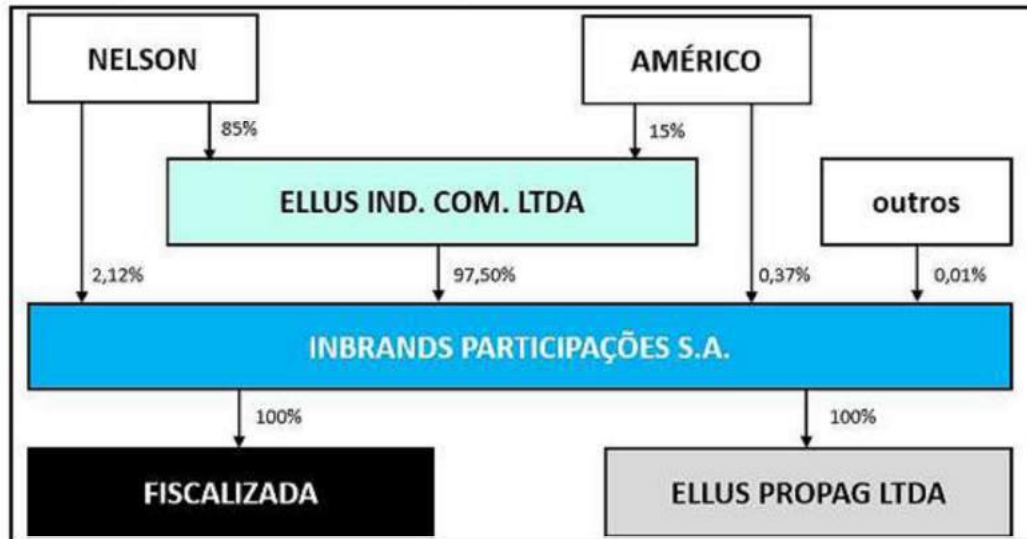 NELSON
AMÉRICO
85%
15%
ELLUS IND. COM. LTDA
outros
2,12%
97,50%
0,37%
0,01%
INBRANDS PARTICIPAÇÕES S.A.
100%
100%
FISCALIZADA
ELLUS PROPAG LTDA